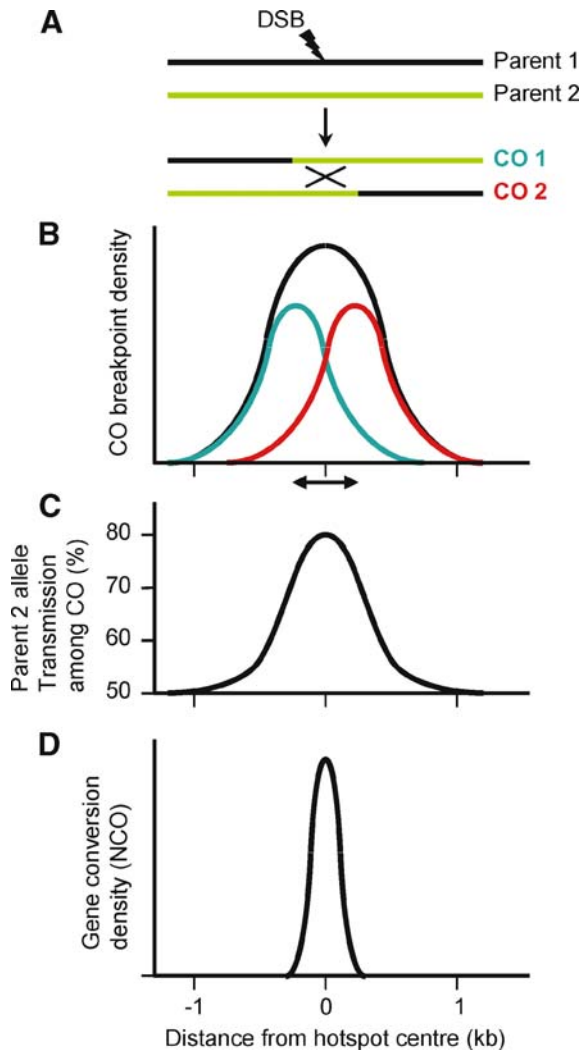 A
DSB
Parent 1
Parent 2
CO 1
CO 2
B
CO breakpoint density
C
Parent 2 allele
Transmission
among CO (%)
80
70
60
50
D
Gene conversion
density (NCO)
-1 0 1
Distance from hotspot centre (kb)